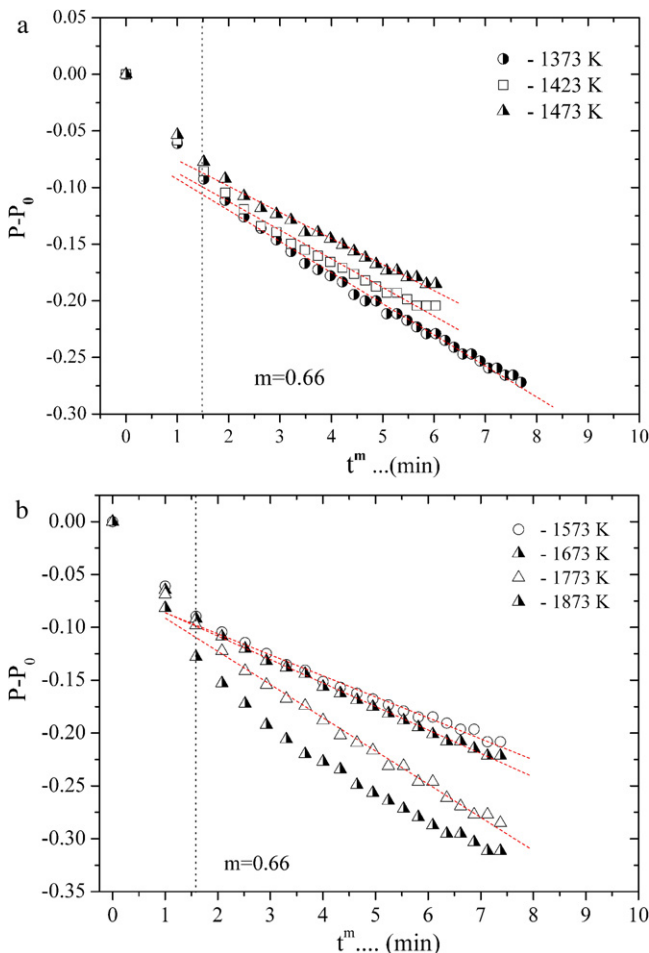 a
0.05
- 1373 K
- 1423 K
- 1473 K
0.00
-0.05
-0.10
-0.15
-0.20
-0.25
-0.30
P-P0
m=0.66
0 1 2 3 4 5 6 7 8 9 10
t^m ...(min)
b
- 1573 K
- 1673 K
- 1773 K
- 1873 K
0.00
-0.05
-0.10
-0.15
-0.20
-0.25
-0.30
-0.35
P-P0
m=0.66
0 1 2 3 4 5 6 7 8 9 10
t^m .... (min)